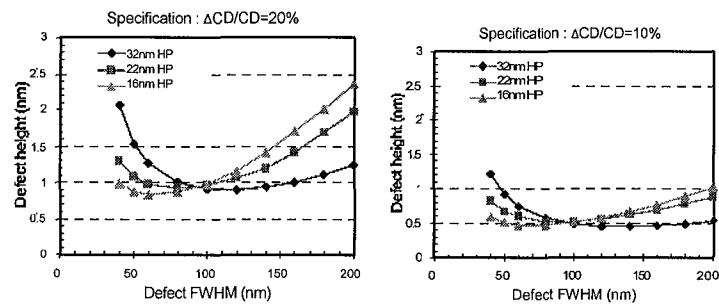 Specification : ΔCD/CD=20%
3
2.5
2
1.5
1
0.5
0
32nm HP
22nm HP
16nm HP
Defect height (nm)
0 50 100 150 200
Defect FWHM (nm)
Specification : ΔCD/CD=10%
3
2.5
2
1.5
1
0.5
0
32nm HP
22nm HP
16nm HP
Defect height (nm)
0 50 100 150 200
Defect FWHM (nm)